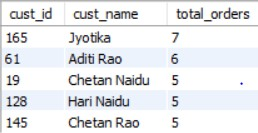 cust_id cust_name total_orders
165 Jyotika 7
61 Aditi Rao 6
19 Chetan Naidu 5
128 Hari Naidu 5
145 Chetan Rao 5